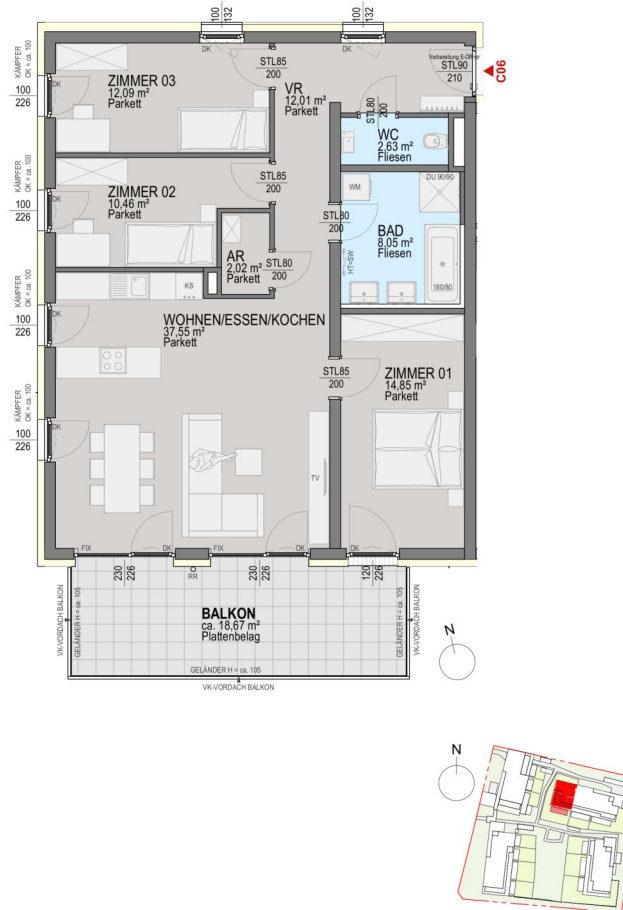 100
132
100
132
KÄMPFER
OK = ca. 100
DK
DK
DK
ZIMMER 03
12,09 m²
Parkett
STL85
200
VR
12,01 m²
Parkett
Vorbereitung E-Öffner
STL90
210
C06
100
226
STL80
200
WC
2,63 m²
Fliesen
KÄMPFER
OK = ca. 100
DK
ZIMMER 02
10,46 m²
Parkett
STL85
200
WM
DU 90/90
100
226
STL80
200
BAD
8,05 m²
Fliesen
AR
2,02 m²
Parkett
STL80
200
HT=SW
180/80
KÄMPFER
OK = ca. 100
KS
DK
WOHNEN/ESSEN/KOCHEN
37,55 m²
Parkett
100
226
STL85
200
ZIMMER 01
14,85 m²
Parkett
KÄMPFER
OK = ca. 100
DK
100
226
TV
FIX
DK
FIX
DK
DK
230
226
RR
230
226
120
226
VK-VORDACH BALKON
GELÄNDER H = ca. 105
BALKON
ca. 18,67 m²
Plattenbelag
GELÄNDER H = ca. 105
VK-VORDACH BALKON
GELÄNDER H = ca. 105
VK-VORDACH BALKON
N
N